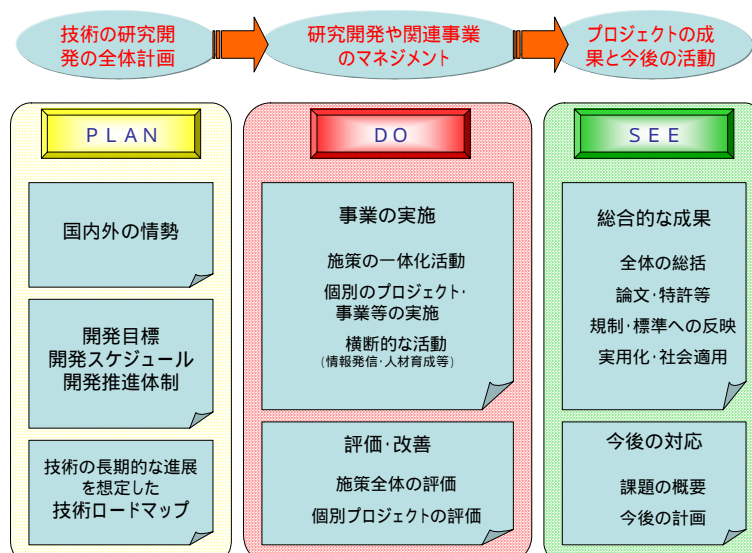 技術の研究開
発の全体計画
研究開発や関連事業
のマネジメント
プロジェクトの成
果と今後の活動
PLAN
国内外の情勢
開発目標
開発スケジュール
開発推進体制
技術の長期的な進展
を想定した
技術ロードマップ
DO
事業の実施
施策の一体化活動
個別のプロジェクト・
事業等の実施
横断的な活動
(情報発信・人材育成等)
評価・改善
施策全体の評価
個別プロジェクトの評価
SEE
総合的な成果
全体の総括
論文・特許等
規制・標準への反映
実用化・社会適用
今後の対応
課題の概要
今後の計画